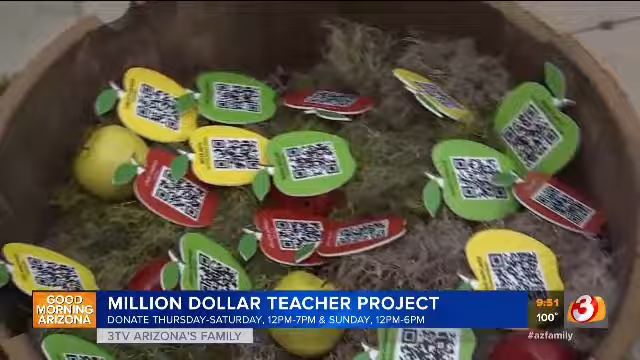 GOOD
MORNING
ARIZONA
MILLION DOLLAR TEACHER PROJECT
DONATE THURSDAY-SATURDAY, 12PM-7PM & SUNDAY, 12PM-6PM
3TV ARIZONA'S FAMILY
9:51
100°
3
#azfamily